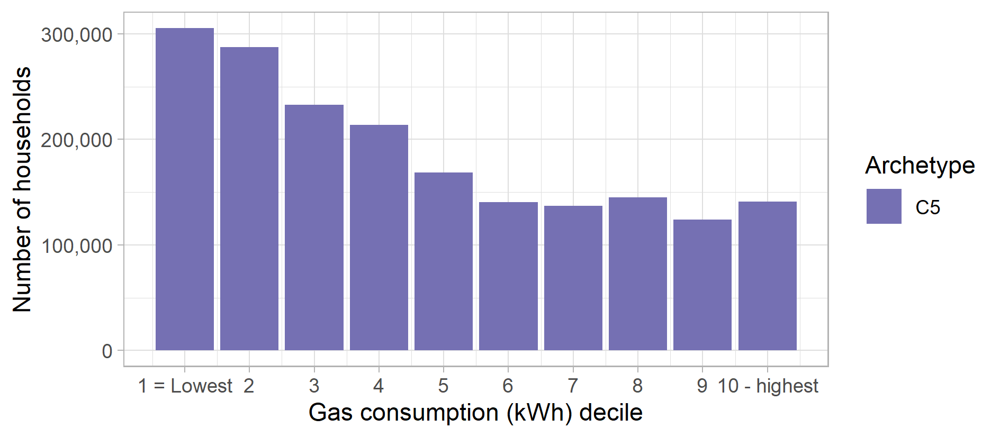 Number of households
300,000
200,000
100,000
0
1 = Lowest 2 3 4 5 6 7 8 9 10 - highest
Gas consumption (kWh) decile
Archetype
C5